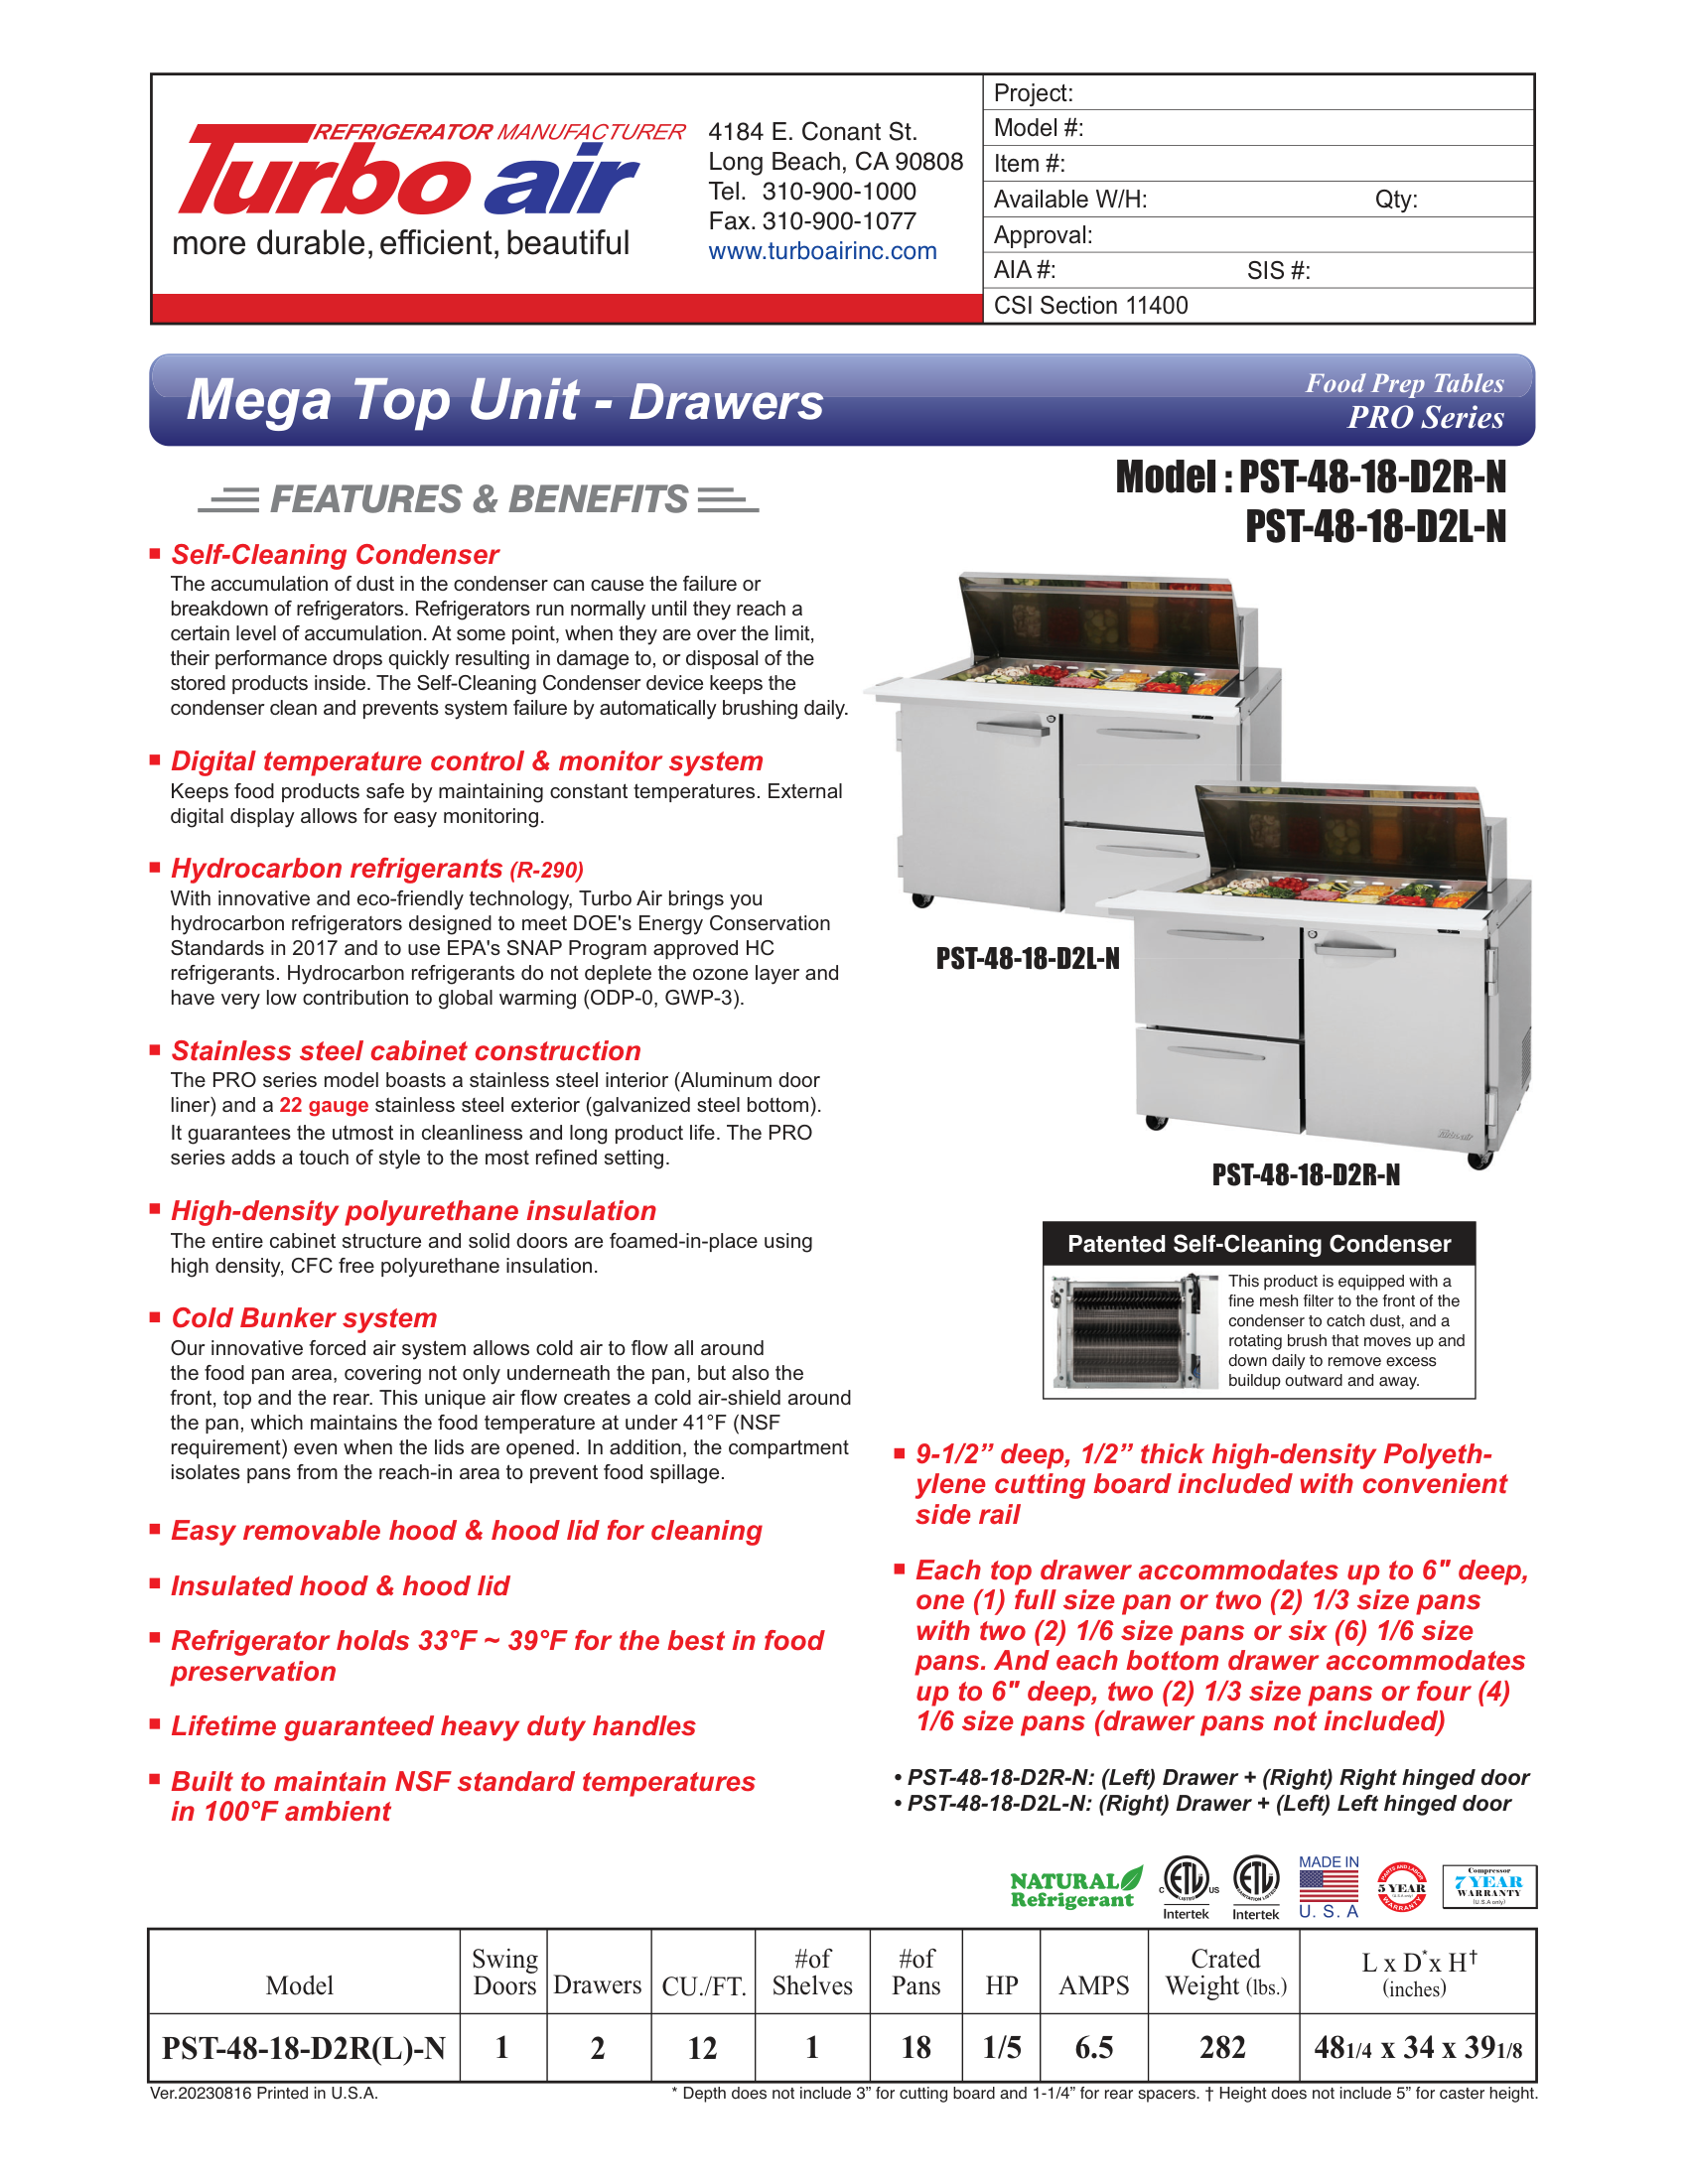 REFRIGERATOR MANUFACTURER
Turbo air
more durable, efficient, beautiful
4184 E. Conant St.
Long Beach, CA 90808
Tel. 310-900-1000
Fax. 310-900-1077
www.turboairinc.com
Project:
Model #:
Item #:
Available W/H: Qty:
Approval:
AIA #: SIS #:
CSI Section 11400
Mega Top Unit - Drawers
Food Prep Tables
PRO Series
FEATURES & BENEFITS
Model : PST-48-18-D2R-N
PST-48-18-D2L-N
Self-Cleaning Condenser
The accumulation of dust in the condenser can cause the failure or
breakdown of refrigerators. Refrigerators run normally until they reach a
certain level of accumulation. At some point, when they are over the limit,
their performance drops quickly resulting in damage to, or disposal of the
stored products inside. The Self-Cleaning Condenser device keeps the
condenser clean and prevents system failure by automatically brushing daily.
Digital temperature control & monitor system
Keeps food products safe by maintaining constant temperatures. External
digital display allows for easy monitoring.
Hydrocarbon refrigerants (R-290)
With innovative and eco-friendly technology, Turbo Air brings you
hydrocarbon refrigerators designed to meet DOE's Energy Conservation
Standards in 2017 and to use EPA's SNAP Program approved HC
refrigerants. Hydrocarbon refrigerants do not deplete the ozone layer and
have very low contribution to global warming (ODP-0, GWP-3).
Stainless steel cabinet construction
The PRO series model boasts a stainless steel interior (Aluminum door
liner) and a 22 gauge stainless steel exterior (galvanized steel bottom).
It guarantees the utmost in cleanliness and long product life. The PRO
series adds a touch of style to the most refined setting.
High-density polyurethane insulation
The entire cabinet structure and solid doors are foamed-in-place using
high density, CFC free polyurethane insulation.
Cold Bunker system
Our innovative forced air system allows cold air to flow all around
the food pan area, covering not only underneath the pan, but also the
front, top and the rear. This unique air flow creates a cold air-shield around
the pan, which maintains the food temperature at under 41°F (NSF
requirement) even when the lids are opened. In addition, the compartment
isolates pans from the reach-in area to prevent food spillage.
Easy removable hood & hood lid for cleaning
Insulated hood & hood lid
Refrigerator holds 33°F ~ 39°F for the best in food
preservation
Lifetime guaranteed heavy duty handles
Built to maintain NSF standard temperatures
in 100°F ambient
PST-48-18-D2L-N
Turbo air
PST-48-18-D2R-N
Patented Self-Cleaning Condenser
This product is equipped with a
fine mesh filter to the front of the
condenser to catch dust, and a
rotating brush that moves up and
down daily to remove excess
buildup outward and away.
9-1/2” deep, 1/2” thick high-density Polyeth-
ylene cutting board included with convenient
side rail
Each top drawer accommodates up to 6" deep,
one (1) full size pan or two (2) 1/3 size pans
with two (2) 1/6 size pans or six (6) 1/6 size
pans. And each bottom drawer accommodates
up to 6" deep, two (2) 1/3 size pans or four (4)
1/6 size pans (drawer pans not included)
• PST-48-18-D2R-N: (Left) Drawer + (Right) Right hinged door
• PST-48-18-D2L-N: (Right) Drawer + (Left) Left hinged door
NATURAL
Refrigerant
C ETL US
LISTED
Intertek
ETL
SANITATION LISTED
Intertek
MADE IN
U. S. A
PARTS AND LABOR
5 YEAR
(U.S.A only)
WARRANTY
Compressor
7 YEAR
WARRANTY
(U.S.A only)
Model Swing Doors Drawers CU./FT. #of Shelves #of Pans HP AMPS Crated Weight (lbs.) L x D* x H† (inches)
PST-48-18-D2R(L)-N 1 2 12 1 18 1/5 6.5 282 48 1/4 x 34 x 39 1/8
Ver.20230816 Printed in U.S.A.
* Depth does not include 3” for cutting board and 1-1/4” for rear spacers. † Height does not include 5” for caster height.